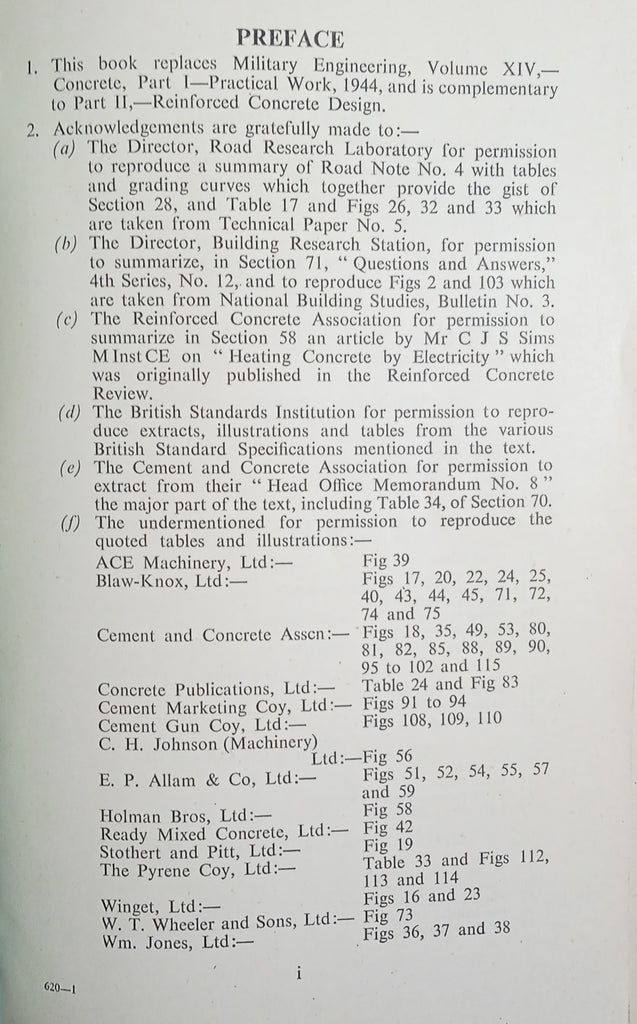 PREFACE
1. This book replaces Military Engineering, Volume XIV,—
Concrete, Part I—Practical Work, 1944, and is complementary
to Part II,—Reinforced Concrete Design.
2. Acknowledgements are gratefully made to:—
(a) The Director, Road Research Laboratory for permission
to reproduce a summary of Road Note No. 4 with tables
and grading curves which together provide the gist of
Section 28, and Table 17 and Figs 26, 32 and 33 which
are taken from Technical Paper No. 5.
(b) The Director, Building Research Station, for permission
to summarize, in Section 71, “ Questions and Answers,”
4th Series, No. 12, and to reproduce Figs 2 and 103 which
are taken from National Building Studies, Bulletin No. 3.
(c) The Reinforced Concrete Association for permission to
summarize in Section 58 an article by Mr C J S Sims
M Inst CE on “ Heating Concrete by Electricity ” which
was originally published in the Reinforced Concrete
Review.
(d) The British Standards Institution for permission to repro-
duce extracts, illustrations and tables from the various
British Standard Specifications mentioned in the text.
(e) The Cement and Concrete Association for permission to
extract from their “ Head Office Memorandum No. 8 ”
the major part of the text, including Table 34, of Section 70.
(f) The undermentioned for permission to reproduce the
quoted tables and illustrations:—
ACE Machinery, Ltd:— Fig 39
Blaw-Knox, Ltd:— Figs 17, 20, 22, 24, 25,
40, 43, 44, 45, 71, 72,
74 and 75
Cement and Concrete Assen:— Figs 18, 35, 49, 53, 80,
81, 82, 85, 88, 89, 90,
95 to 102 and 115
Concrete Publications, Ltd:— Table 24 and Fig 83
Cement Marketing Coy, Ltd:— Figs 91 to 94
Cement Gun Coy, Ltd:— Figs 108, 109, 110
C. H. Johnson (Machinery)
Ltd:—Fig 56
E. P. Allam & Co, Ltd:— Figs 51, 52, 54, 55, 57
and 59
Holman Bros, Ltd:— Fig 58
Ready Mixed Concrete, Ltd:— Fig 42
Stothert and Pitt, Ltd:— Fig 19
The Pyrene Coy, Ltd:— Table 33 and Figs 112,
113 and 114
Winget, Ltd:— Figs 16 and 23
W. T. Wheeler and Sons, Ltd:— Fig 73
Wm. Jones, Ltd:— Figs 36, 37 and 38
i
620—1